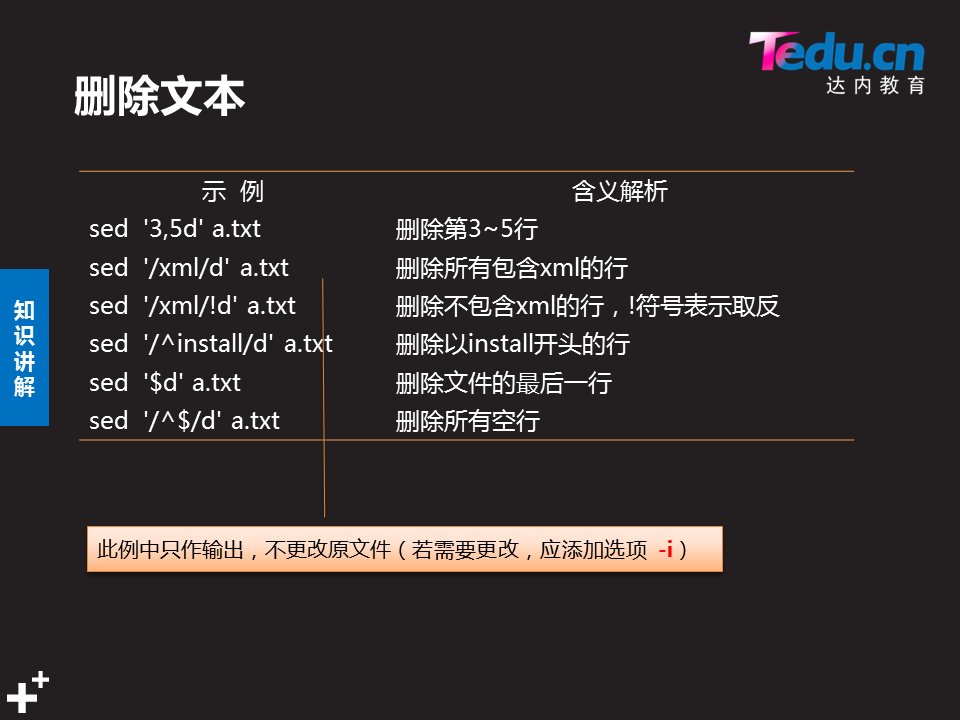 Tedu.cn
达内教育
删除文本
示 例 含义解析
sed '3,5d' a.txt 删除第3~5行
sed '/xml/d' a.txt 删除所有包含xml的行
sed '/xml/!d' a.txt 删除不包含xml的行，!符号表示取反
sed '/^install/d' a.txt 删除以install开头的行
sed '$d' a.txt 删除文件的最后一行
sed '/^$/d' a.txt 删除所有空行
知识讲解
此例中只作输出，不更改原文件（若需要更改，应添加选项 -i）